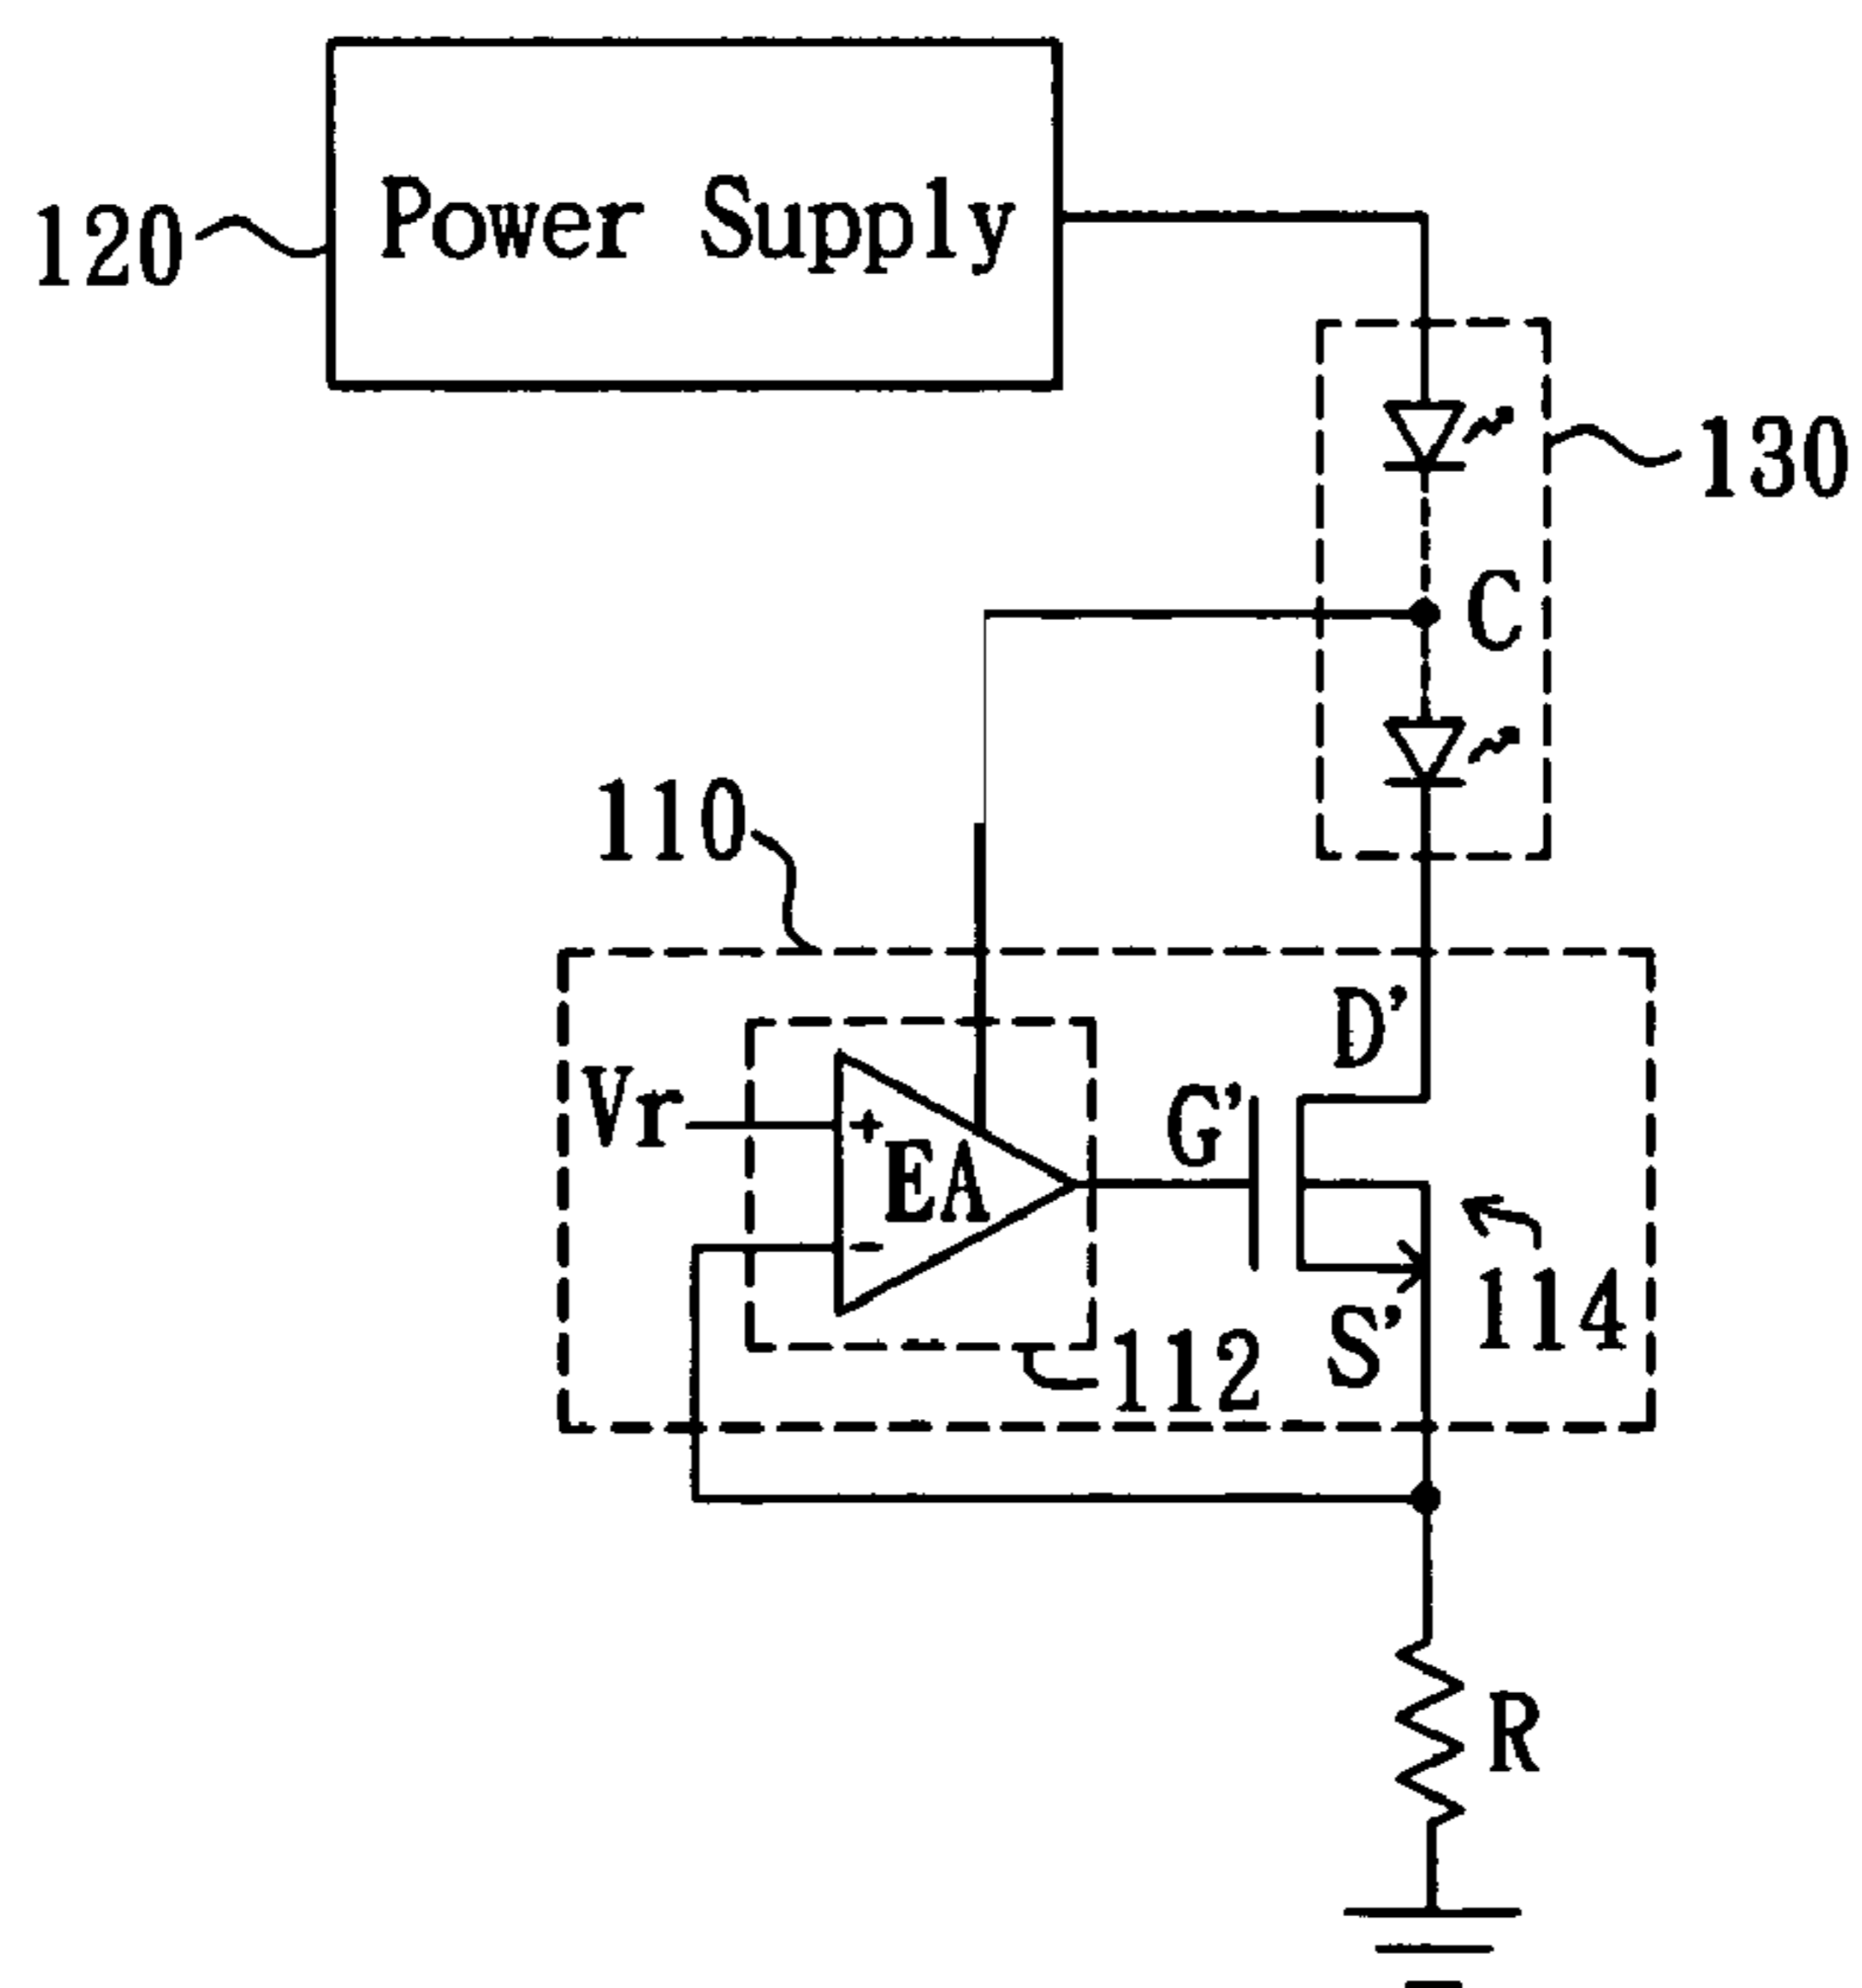 Power Supply
120
130
C
110
D'
Vr
+
EA
G'
-
S'
114
112
R